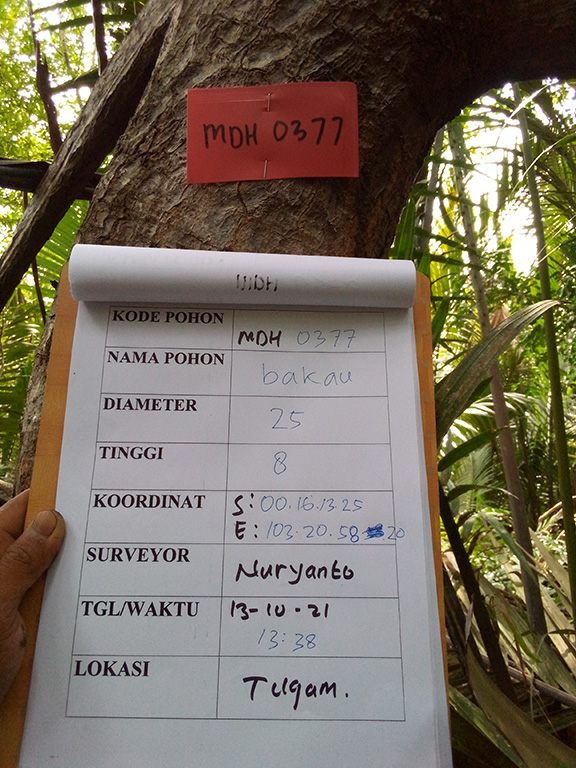 MDH 0377
MDH
KODE POHON MDH 0377
NAMA POHON bakau
DIAMETER 25
TINGGI 8
KOORDINAT S: 00.16.13.25
E: 103.20.58 20
SURVEYOR Nuryanto
TGL/WAKTU 13-10-21
13:38
LOKASI Tugam.